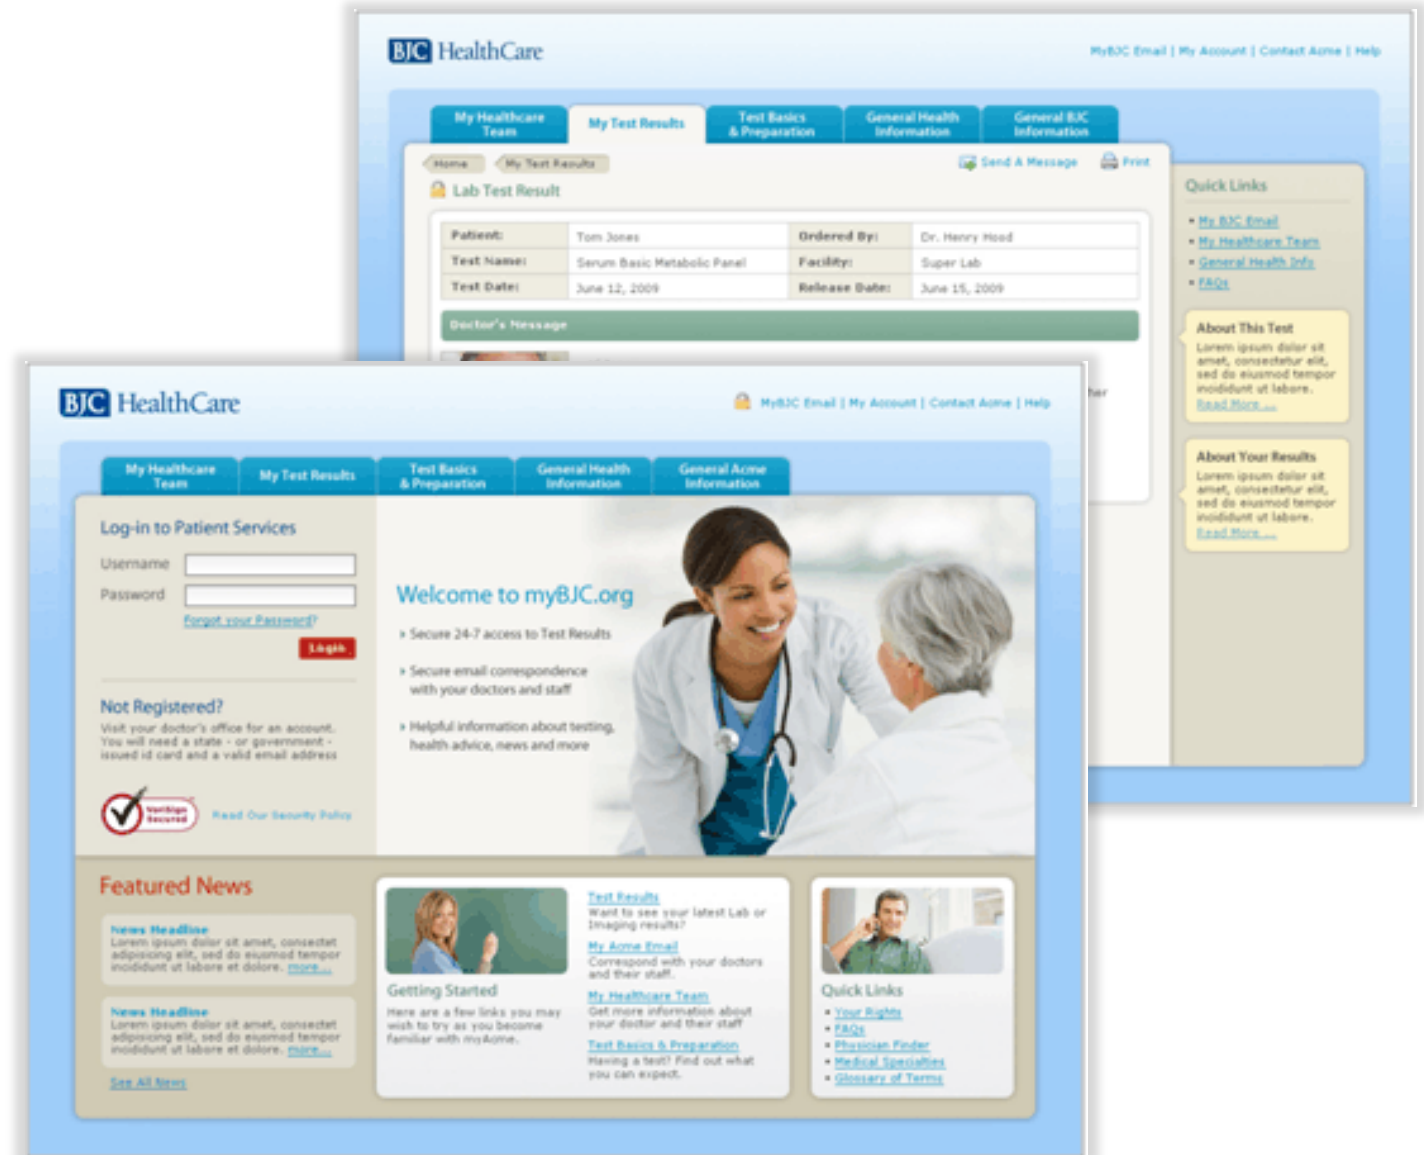 BJC HealthCare
MyBJC Email | My Account | Contact Acme | Help
My Healthcare
Team
My Test Results
Test Basics
& Preparation
General Health
Information
General BJC
Information
Home
My Test Results
Send A Message
Print
Lab Test Result
Patient:
Tom Jones
Ordered By:
Dr. Henry Hood
Test Name:
Serum Basic Metabolic Panel
Facility:
Super Lab
Test Date:
June 12, 2009
Release Date:
June 15, 2009
Doctor's Message
her
Quick Links
My BJC Email
My Healthcare Team
General Health Info
FAQs
About This Test
Lorem ipsum dolor sit
amet, consectetur elit,
sed do eiusmod tempor
incididunt ut labore.
Read More ...
About Your Results
Lorem ipsum dolor sit
amet, consectetur elit,
sed do eiusmod tempor
incididunt ut labore.
Read More ...
BJC HealthCare
MyBJC Email | My Account | Contact Acme | Help
My Healthcare
Team
My Test Results
Test Basics
& Preparation
General Health
Information
General Acme
Information
Log-in to Patient Services
Username
Password
Forgot your Password?
Login
Not Registered?
Visit your doctor's office for an account.
You will need a state - or government -
issued id card and a valid email address
VeriSign
Secured
Read Our Security Policy
Welcome to myBJC.org
Secure 24-7 access to Test Results
Secure email correspondence
with your doctors and staff
Helpful information about testing,
health advice, news and more
Featured News
News Headline
Lorem ipsum dolor sit amet, consectet
adipisicing elit, sed do eiusmod tempor
incididunt ut labore et dolore. more...
News Headline
Lorem ipsum dolor sit amet, consectet
adipisicing elit, sed do eiusmod tempor
incididunt ut labore et dolore. more...
See All News
Getting Started
Here are a few links you may
wish to try as you become
familiar with myAcme.
Test Results
Want to see your latest Lab or
Imaging results?
My Acme Email
Correspond with your doctors
and their staff.
My Healthcare Team
Get more information about
your doctor and their staff
Test Basics & Preparation
Having a test? Find out what
you can expect.
Quick Links
Your Rights
FAQs
Physician Finder
Medical Specialties
Glossary of Terms